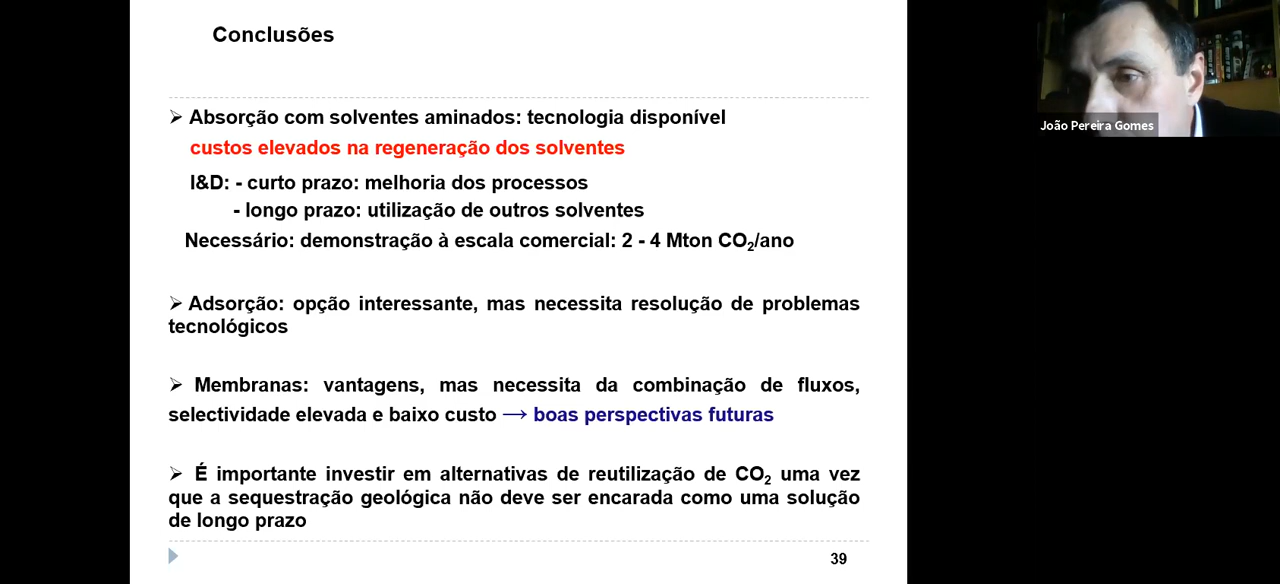 Conclusões
João Pereira Gomes
➢ Absorção com solventes aminados: tecnologia disponível
custos elevados na regeneração dos solventes
I&D: - curto prazo: melhoria dos processos
- longo prazo: utilização de outros solventes
Necessário: demonstração à escala comercial: 2 - 4 Mton CO₂/ano
➢ Adsorção: opção interessante, mas necessita resolução de problemas
tecnológicos
➢ Membranas: vantagens, mas necessita da combinação de fluxos,
selectividade elevada e baixo custo → boas perspectivas futuras
➢ É importante investir em alternativas de reutilização de CO₂ uma vez
que a sequestração geológica não deve ser encarada como uma solução
de longo prazo
39